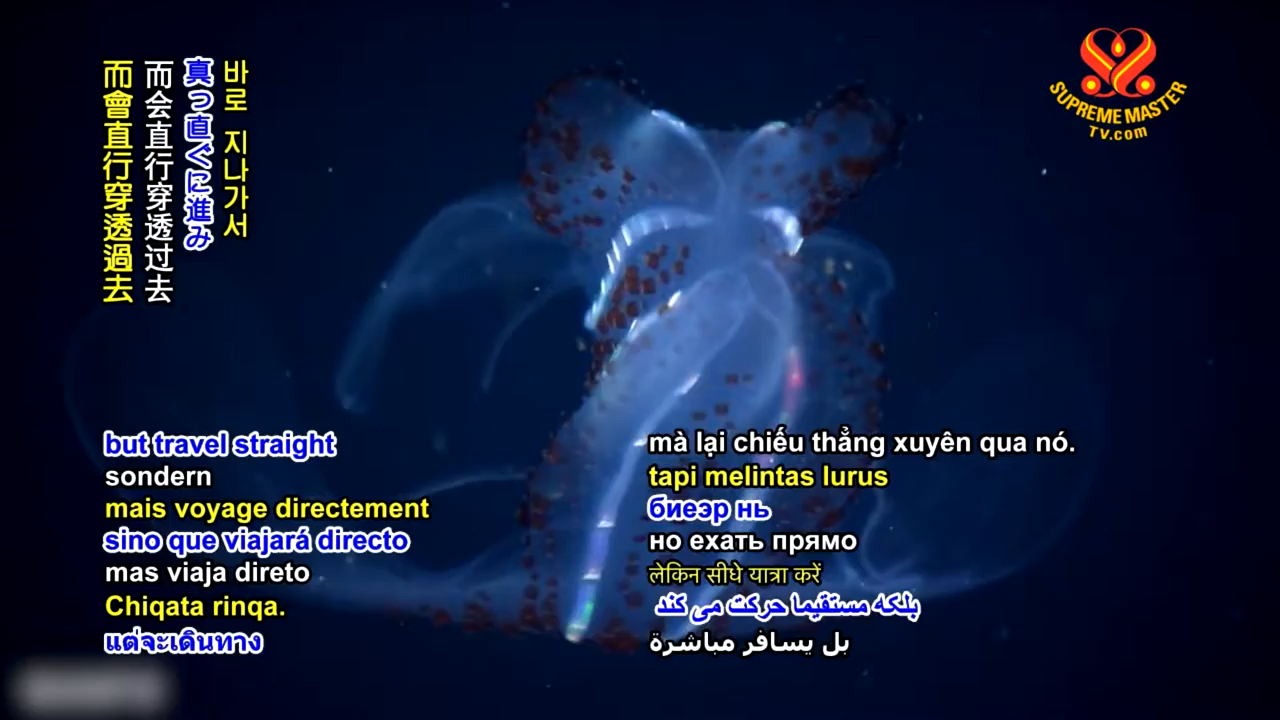 而會直行穿透過去
而会直行穿透过去
真っ直ぐに進み
바로 지나가서
SUPREME MASTER
TV.com
but travel straight
sondern
mais voyage directement
sino que viajará directo
mas viaja direto
Chiqata rinqa.
แต่จะเดินทาง
mà lại chiếu thẳng xuyên qua nó.
tapi melintas lurus
биеэр нь
но ехать прямо
लेकिन सीधे यात्रा करें
بلکه مستقیما حرکت می کند
بل يسافر مباشرة